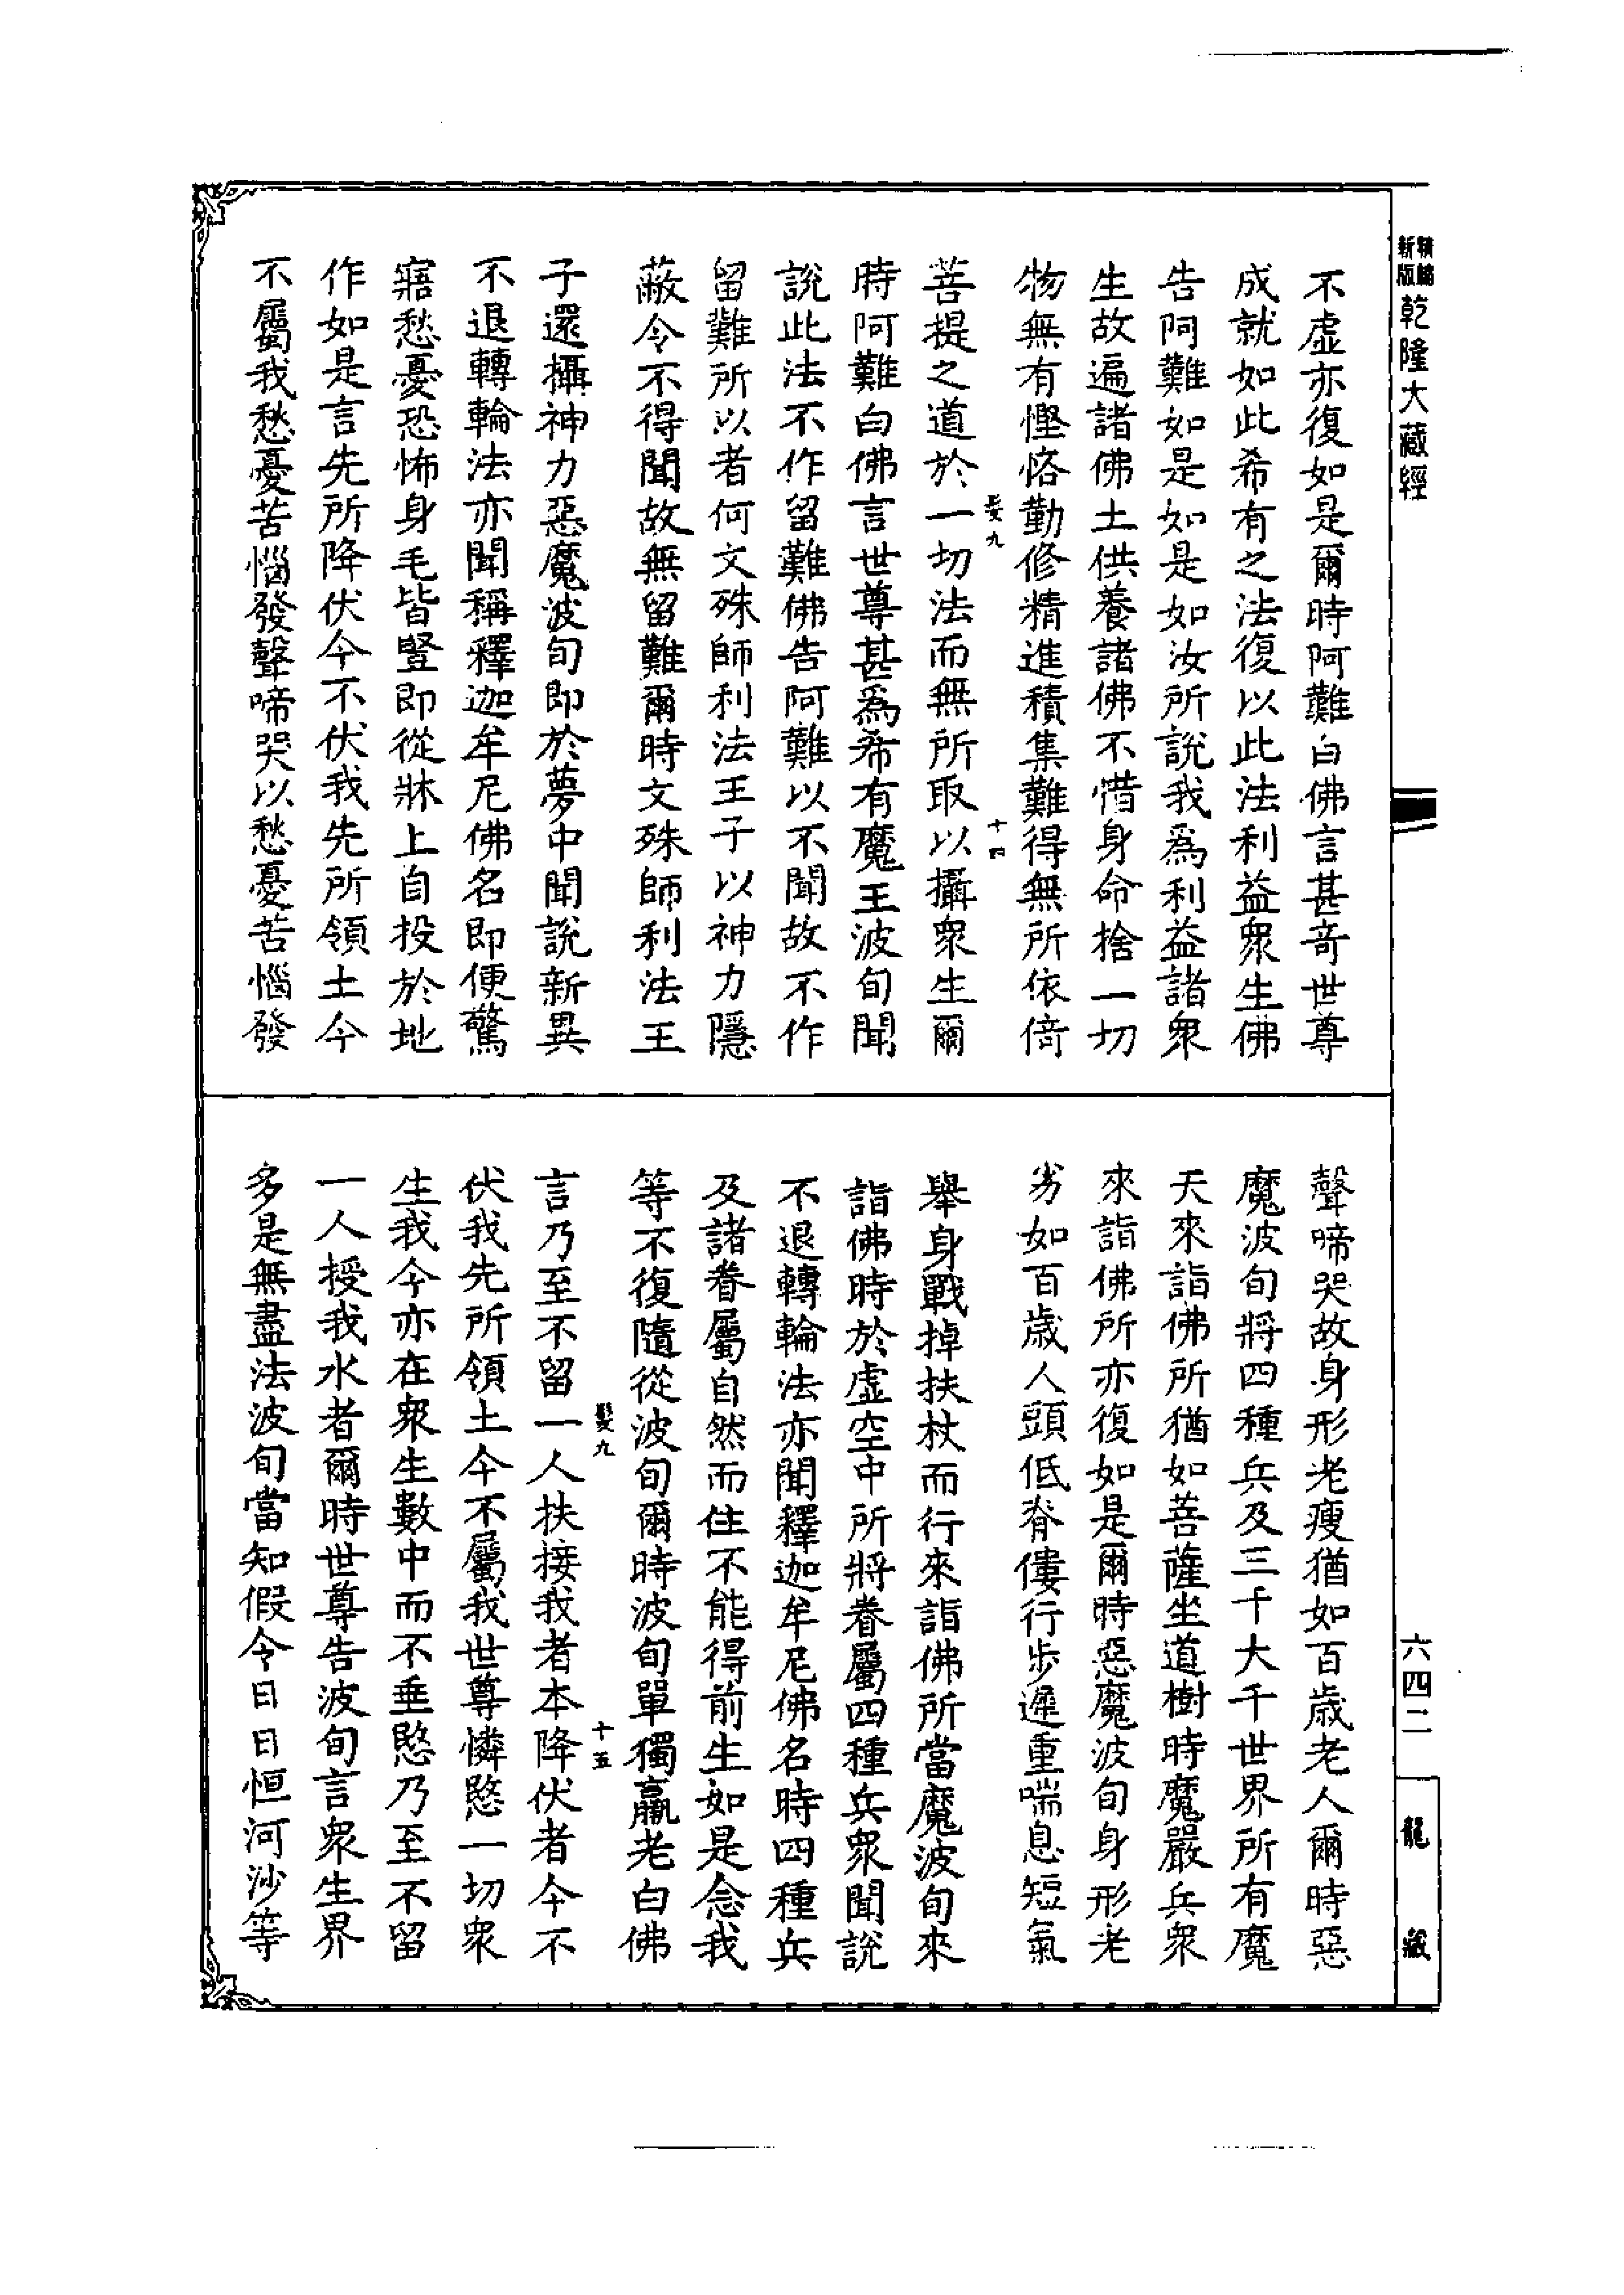 精編
新版
乾隆大藏經
不虛亦復如是爾時阿難白佛言甚奇世尊
成就如此希有之法復以此法利益衆生佛
告阿難如是如是如汝所說我爲利益諸衆
生故遍諸佛土供養諸佛不惜身命捨一切
物無有慳悋勤修精進積集難得無所依倚
髮九
十四
菩提之道於一切法而無所取以攝衆生爾
時阿難白佛言世尊甚爲希有魔王波旬聞
說此法不作留難佛告阿難以不聞故不作
留難所以者何文殊師利法王子以神力隱
蔽令不得聞故無留難爾時文殊師利法王
子還攝神力惡魔波旬即於夢中聞說新異
不退轉輪法亦聞稱釋迦牟尼佛名即便驚
寤愁憂恐怖身毛皆豎即從牀上自投於地
作如是言先所降伏今不伏我先所領土今
不屬我愁憂苦惱發聲啼哭以愁憂苦惱發
聲啼哭故身形老瘦猶如百歲老人爾時惡
魔波旬將四種兵及三千大千世界所有魔
天來詣佛所猶如菩薩坐道樹時魔嚴兵衆
來詣佛所亦復如是爾時惡魔波旬身形老
劣如百歲人頭低脊僂行步遲重喘息短氣
舉身戰掉扶杖而行來詣佛所當魔波旬來
詣佛時於虛空中所將眷屬四種兵衆聞說
不退轉輪法亦聞釋迦牟尼佛名時四種兵
及諸眷屬自然而住不能得前生如是念我
等不復隨從波旬爾時波旬單獨羸老白佛
髮九
十五
言乃至不留一人扶接我者本降伏者今不
伏我先所領土今不屬我世尊憐愍一切衆
生我今亦在衆生數中而不垂愍乃至不留
一人授我水者爾時世尊告波旬言衆生界
多是無盡法波旬當知假令日日恒河沙等
六四二
龍藏